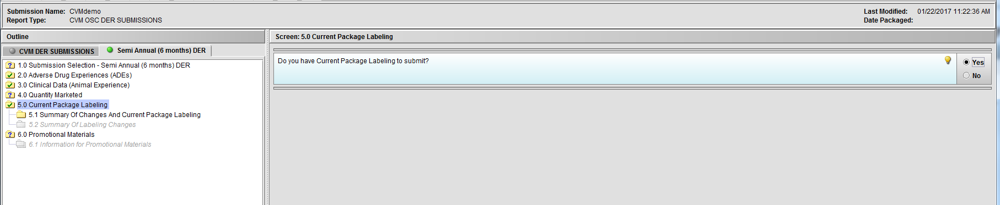 Submission Name: CVMdemo
Last Modified: 01/22/2017 11:22:36 AM
Report Type: CVM OSC DER SUBMISSIONS
Date Packaged:
Outline
CVM DER SUBMISSIONS
Semi Annual (6 months) DER
1.0 Submission Selection - Semi Annual (6 months) DER
2.0 Adverse Drug Experiences (ADEs)
3.0 Clinical Data (Animal Experience)
4.0 Quantity Marketed
5.0 Current Package Labeling
5.1 Summary Of Changes And Current Package Labeling
5.2 Summary Of Labeling Changes
6.0 Promotional Materials
6.1 Information for Promotional Materials
Screen: 5.0 Current Package Labeling
Do you have Current Package Labeling to submit?
Yes
No